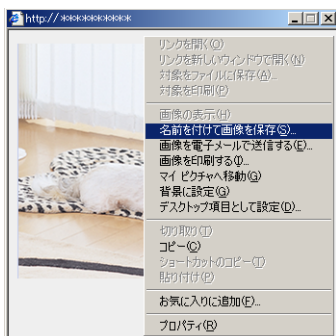 http://***********
リンクを開く(O)
リンクを新しいウィンドウで開く(N)
対象をファイルに保存(A)...
対象を印刷(P)
画像の表示(H)
名前を付けて画像を保存(S)...
画像を電子メールで送信する(E)...
画像を印刷する(I)...
マイ ピクチャへ移動(G)
背景に設定(G)
デスクトップ項目として設定(D)...
切り取り(T)
コピー(C)
ショートカットのコピー(T)
貼り付け(P)
お気に入りに追加(F)...
プロパティ(R)